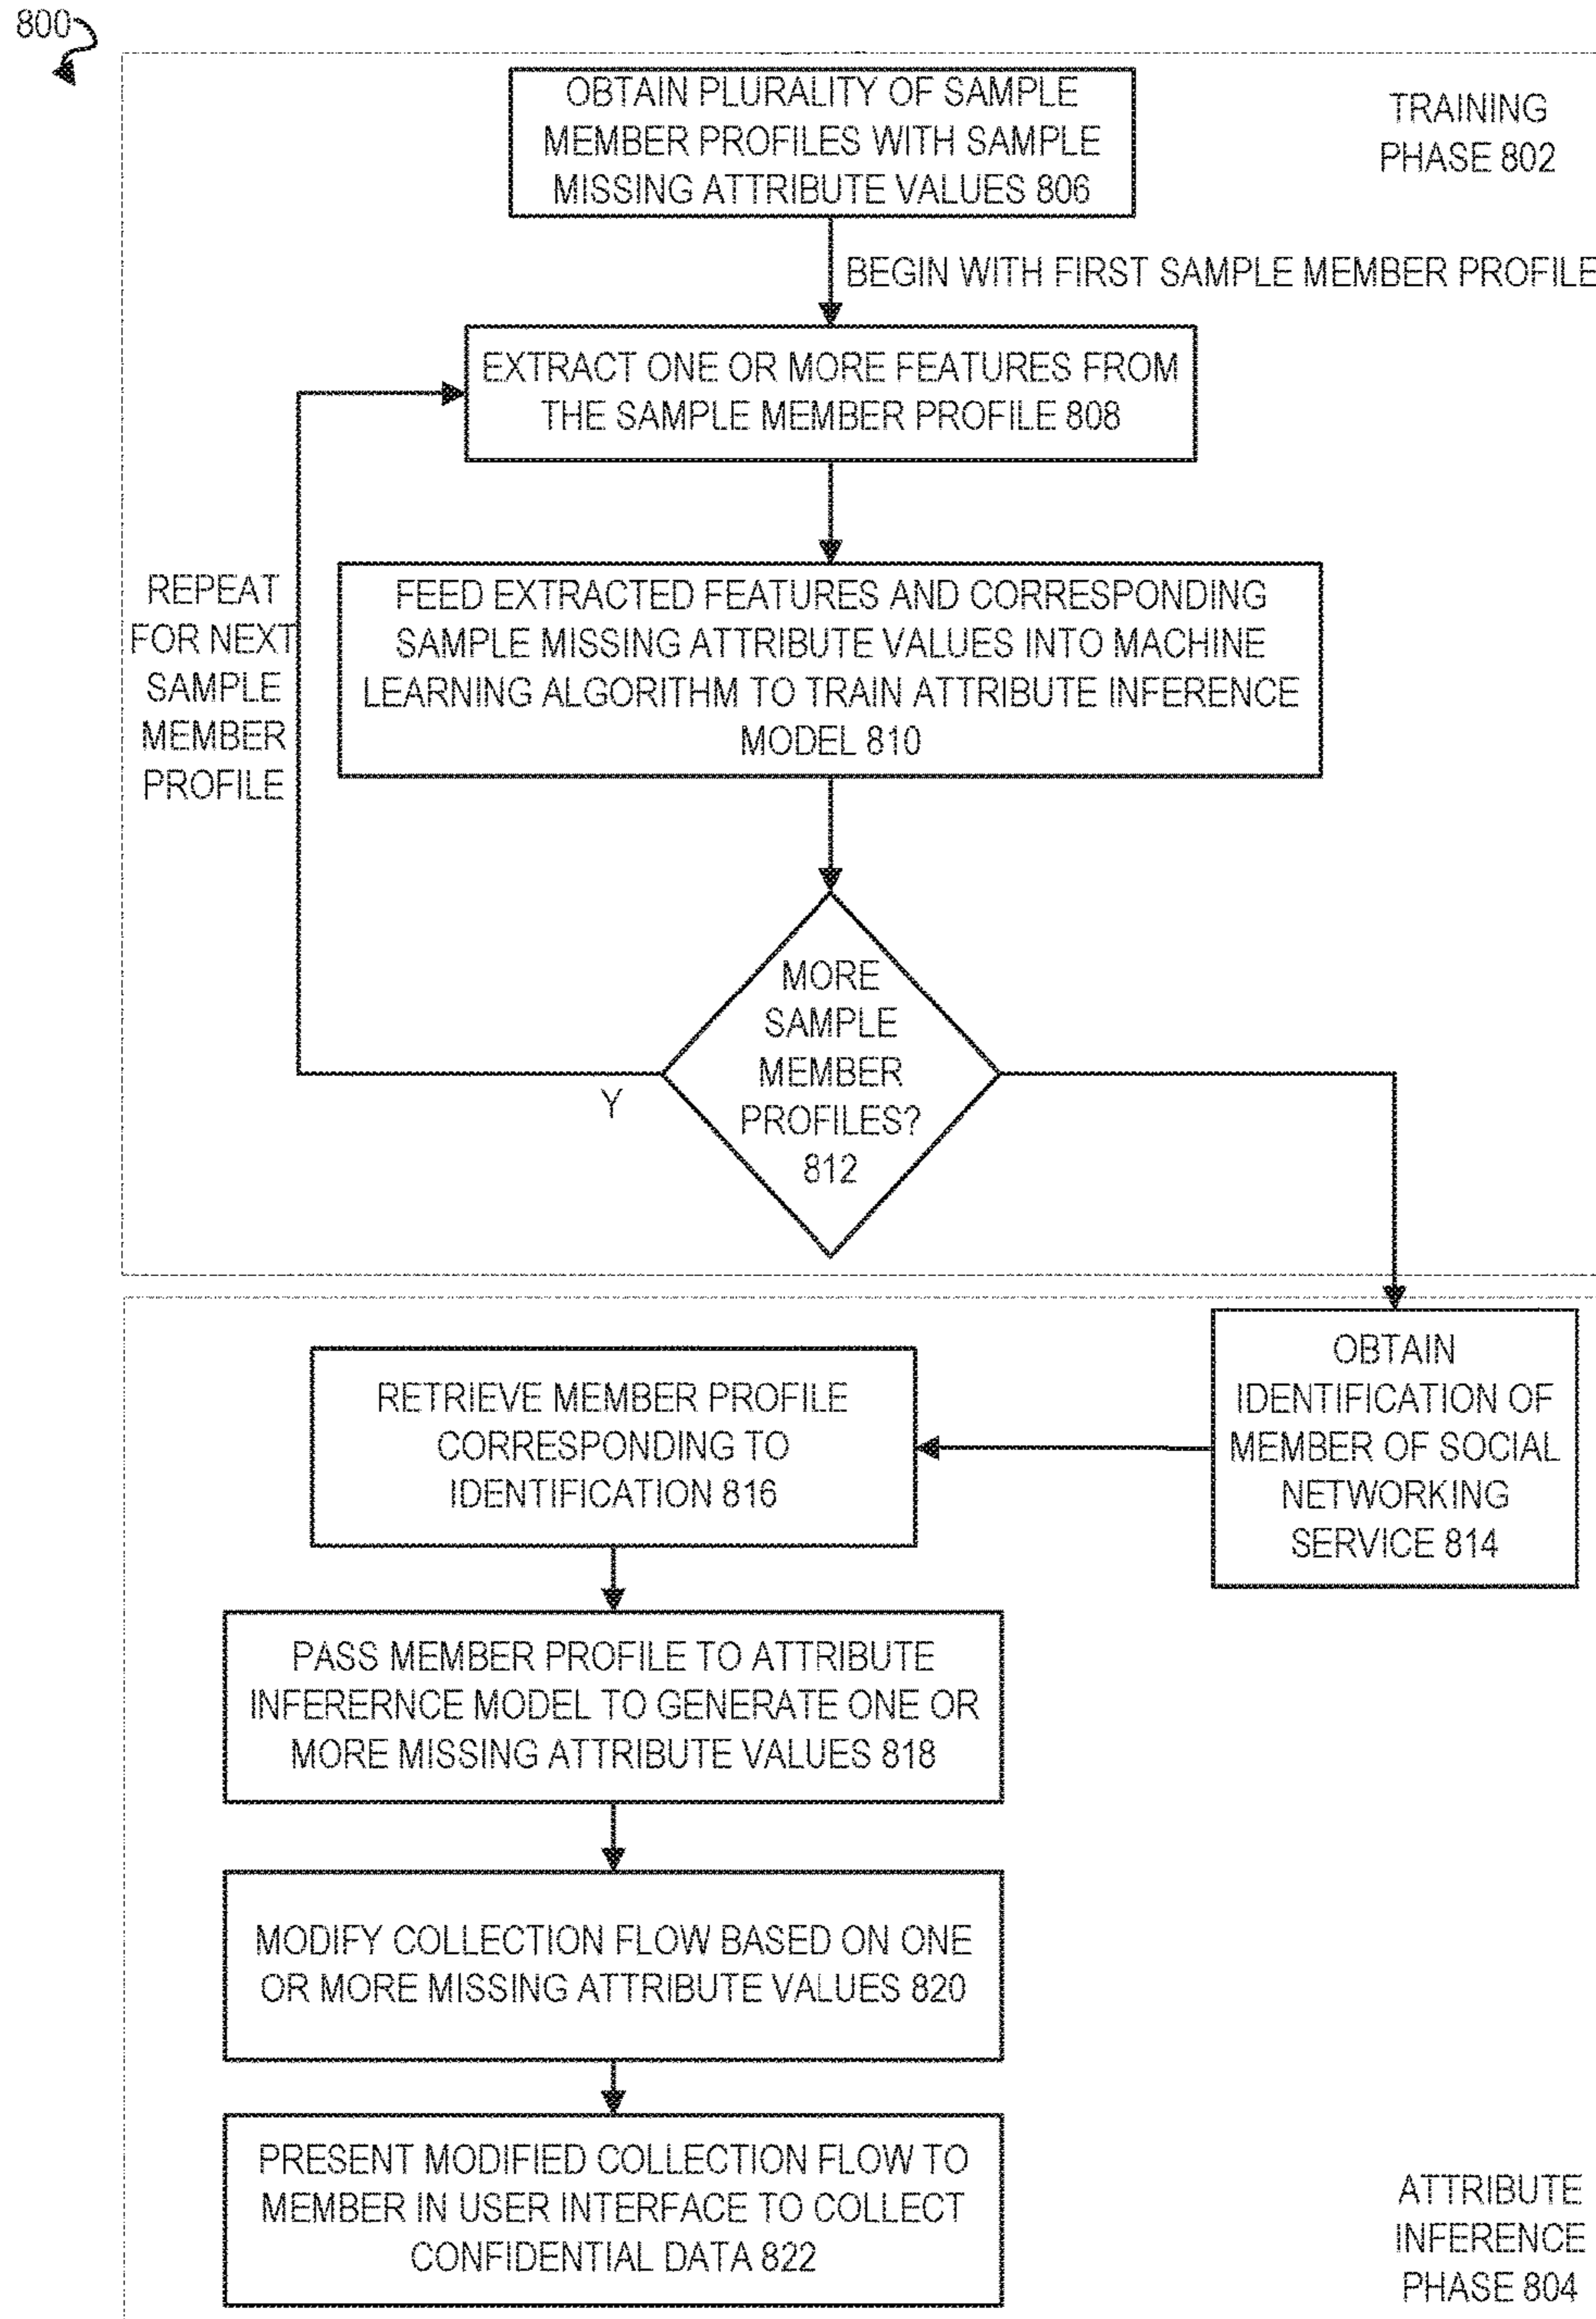 800
OBTAIN PLURALITY OF SAMPLE
MEMBER PROFILES WITH SAMPLE
MISSING ATTRIBUTE VALUES 806
TRAINING
PHASE 802
BEGIN WITH FIRST SAMPLE MEMBER PROFILE
EXTRACT ONE OR MORE FEATURES FROM
THE SAMPLE MEMBER PROFILE 808
REPEAT
FOR NEXT
SAMPLE
MEMBER
PROFILE
FEED EXTRACTED FEATURES AND CORRESPONDING
SAMPLE MISSING ATTRIBUTE VALUES INTO MACHINE
LEARNING ALGORITHM TO TRAIN ATTRIBUTE INFERENCE
MODEL 810
MORE
SAMPLE
MEMBER
PROFILES?
812
Y
OBTAIN
IDENTIFICATION OF
MEMBER OF SOCIAL
NETWORKING
SERVICE 814
RETRIEVE MEMBER PROFILE
CORRESPONDING TO
IDENTIFICATION 816
PASS MEMBER PROFILE TO ATTRIBUTE
INFERERNCE MODEL TO GENERATE ONE OR
MORE MISSING ATTRIBUTE VALUES 818
MODIFY COLLECTION FLOW BASED ON ONE
OR MORE MISSING ATTRIBUTE VALUES 820
PRESENT MODIFIED COLLECTION FLOW TO
MEMBER IN USER INTERFACE TO COLLECT
CONFIDENTIAL DATA 822
ATTRIBUTE
INFERENCE
PHASE 804